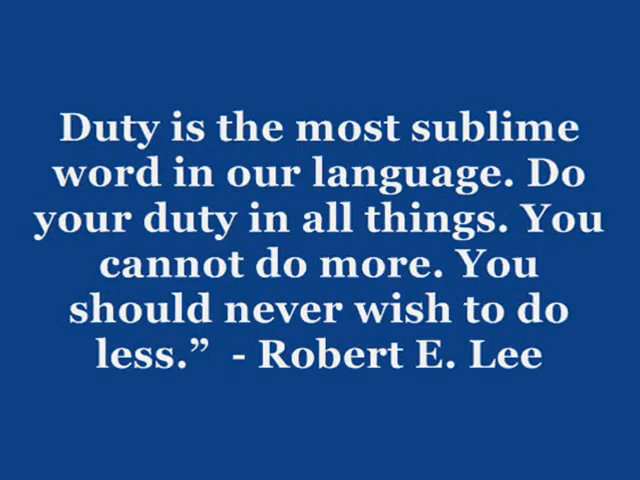 Duty is the most sublime
word in our language. Do
your duty in all things. You
cannot do more. You
should never wish to do
less.”  - Robert E. Lee